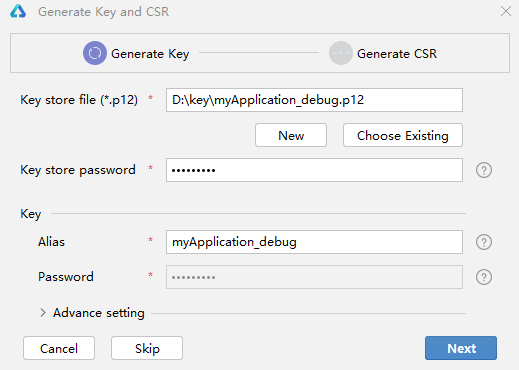 Generate Key and CSR
Generate Key
Generate CSR
Key store file (*.p12) * D:\key\myApplication_debug.p12
New Choose Existing
Key store password * ••••••••• ?
Key
Alias * myApplication_debug ?
Password * ••••••••• ?
Advance setting
Cancel Skip Next